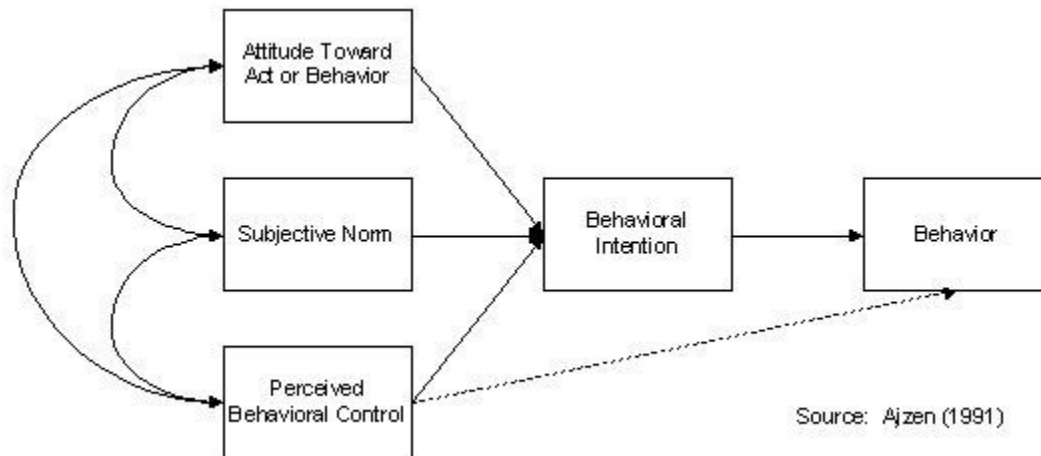 Attitude Toward
Act or Behavior
Subjective Norm
Behavioral
Intention
Behavior
Perceived
Behavioral Control
Source: Ajzen (1991)